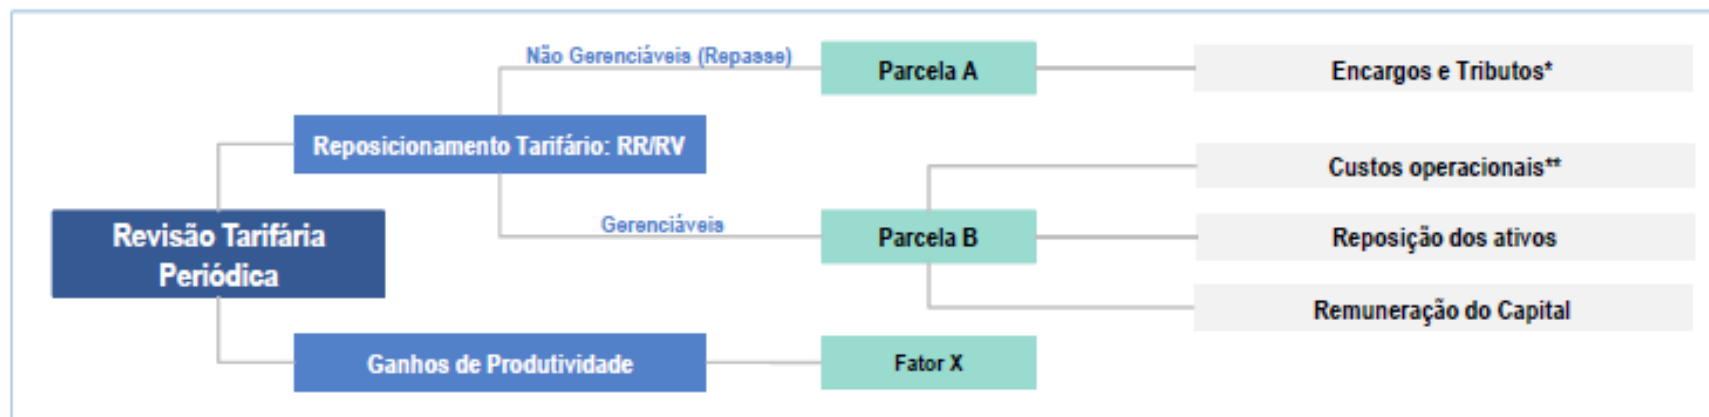 Não Gerenciáveis (Repasse)
Parcela A
Encargos e Tributos*
Reposicionamento Tarifário: RR/RV
Custos operacionais**
Gerenciáveis
Revisão Tarifária
Periódica
Parcela B
Reposição dos ativos
Remuneração do Capital
Ganhos de Produtividade
Fator X